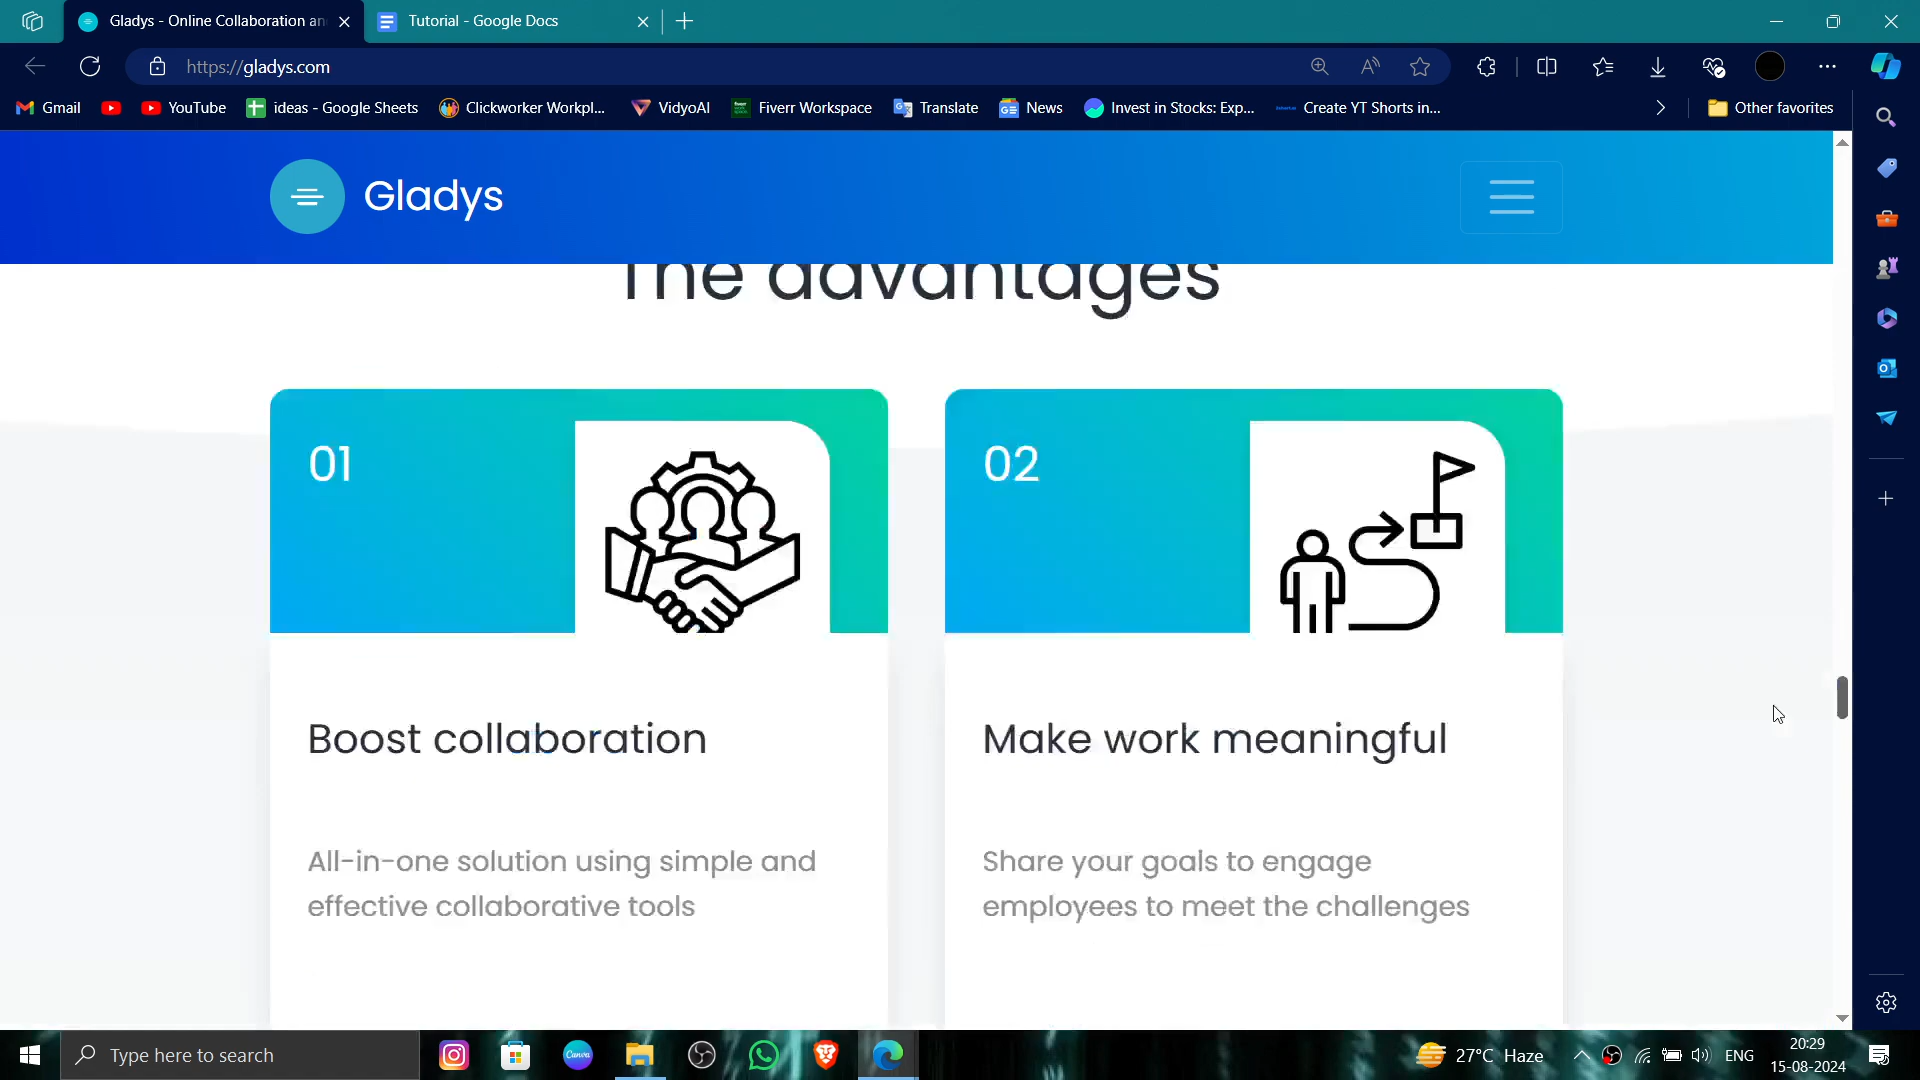 Gladys - Online Collaboration an
Tutorial - Google Docs
https://gladys.com
Gmail
YouTube
ideas - Google Sheets
Clickworker Workpl...
VidyoAI
Fiverr Workspace
Translate
News
Invest in Stocks: Exp...
Create YT Shorts in...
Other favorites
Gladys
The advantages
01
02
Boost collaboration
Make work meaningful
All-in-one solution using simple and
effective collaborative tools
Share your goals to engage
employees to meet the challenges
Type here to search
Canva
27°C Haze
ENG
20:29
15-08-2024